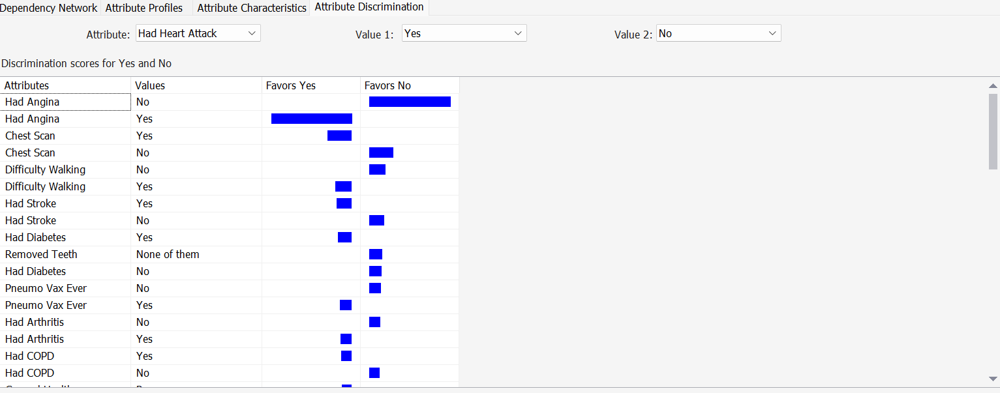 Dependency Network Attribute Profiles Attribute Characteristics Attribute Discrimination
Attribute: Had Heart Attack Value 1: Yes Value 2: No
Discrimination scores for Yes and No
Attributes Values Favors Yes Favors No
Had Angina No
Had Angina Yes
Chest Scan Yes
Chest Scan No
Difficulty Walking No
Difficulty Walking Yes
Had Stroke Yes
Had Stroke No
Had Diabetes Yes
Removed Teeth None of them
Had Diabetes No
Pneumo Vax Ever No
Pneumo Vax Ever Yes
Had Arthritis No
Had Arthritis Yes
Had COPD Yes
Had COPD No